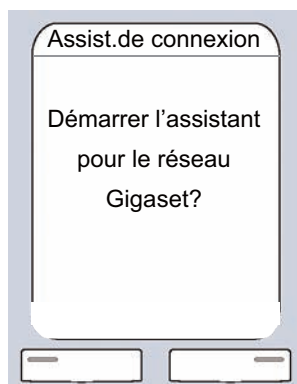 Assist.de connexion
Démarrer l’assistant
pour le réseau
Gigaset?